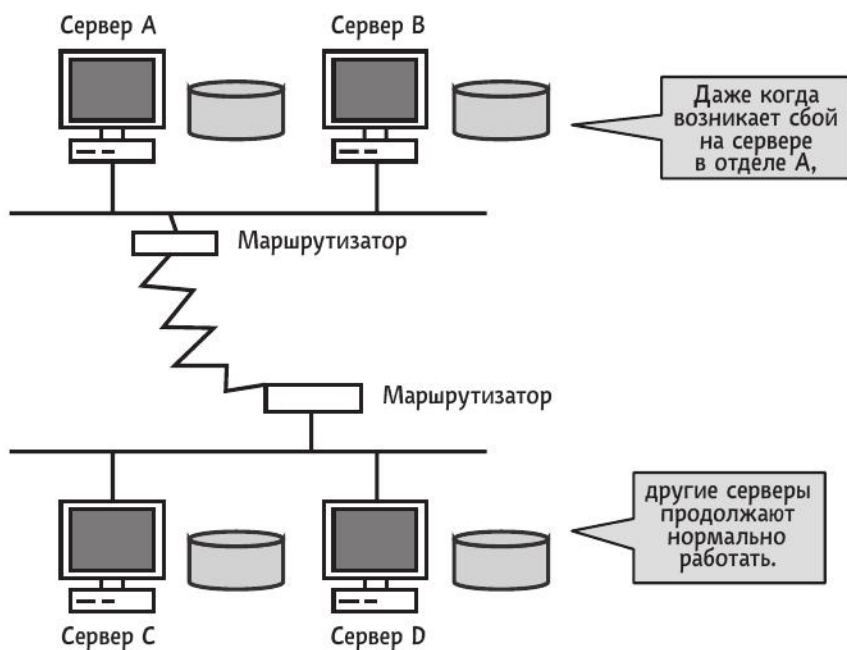 Сервер A
Сервер B
Даже когда
возникает сбой
на сервере
в отделе А,
Маршрутизатор
Маршрутизатор
другие серверы
продолжают
нормально
работать.
Сервер C
Сервер D